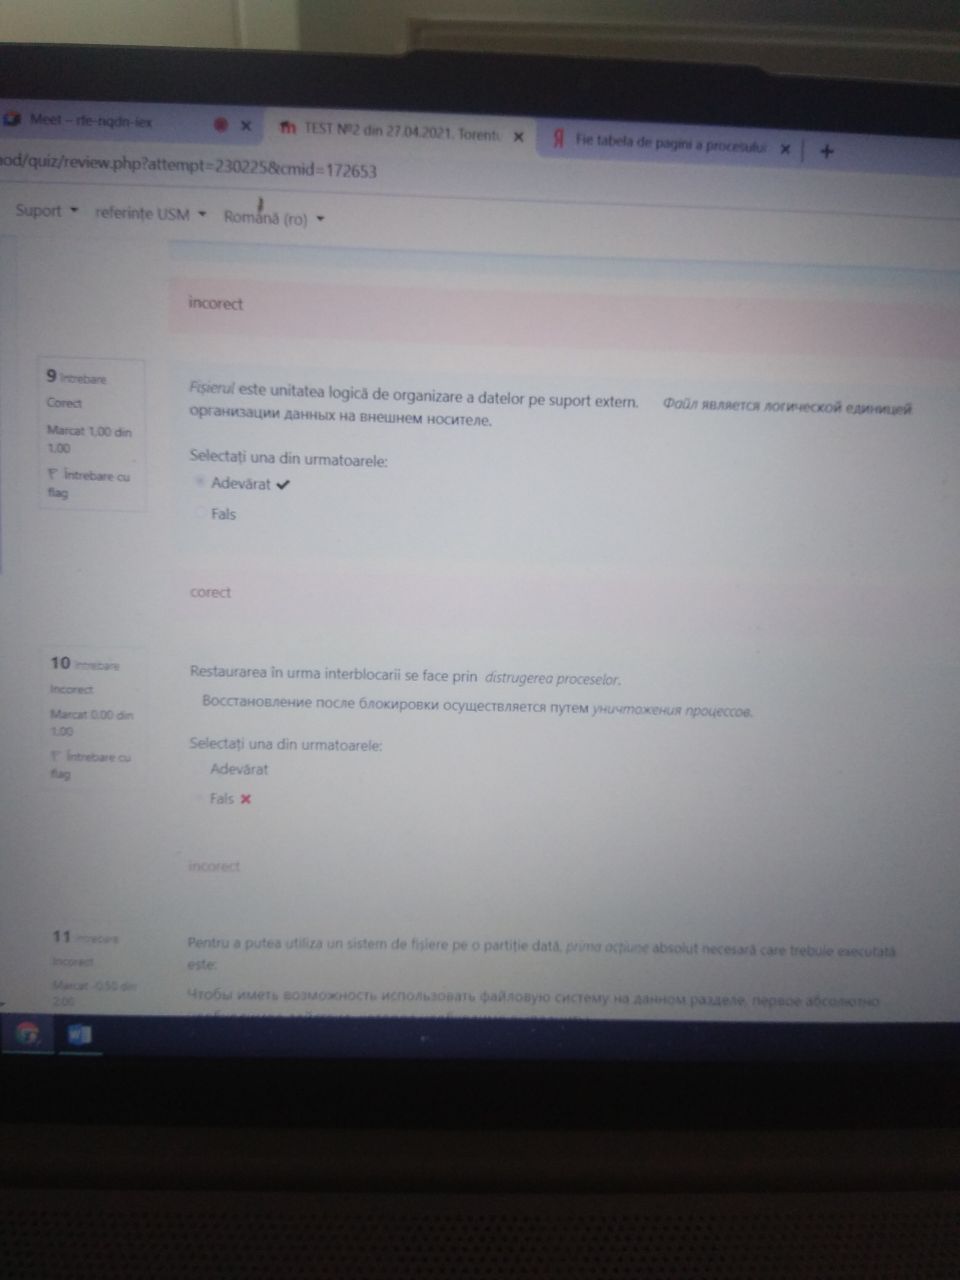 Meet – rfe-nqdn-iex
TEST №2 din 27.04.2021. Torentu
Fie tabela de pagini a procesului
mod/quiz/review.php?attempt=230225&cmid=172653
Suport referințe USM Română (ro)
incorect
9 întrebare
Corect
Marcat 1,00 din
1,00
Întrebare cu
flag
Fișierul este unitatea logică de organizare a datelor pe suport extern. Файл является логической единицей
организации данных на внешнем носителе.
Selectați una din urmatoarele:
Adevărat
Fals
corect
10 întrebare
Incorect
Marcat 0,00 din
1,00
Întrebare cu
flag
Restaurarea în urma interblocarii se face prin distrugerea proceselor.
Восстановление после блокировки осуществляется путем уничтожения процессов.
Selectați una din urmatoarele:
Adevărat
Fals
incorect
11 întrebare
Incorect
Marcat -0,50 din
2,00
Pentru a putea utiliza un sistem de fișiere pe o partiție dată, prima acțiune absolut necesară care trebuie executată
este:
Чтобы иметь возможность использовать файловую систему на данном разделе, первое абсолютно